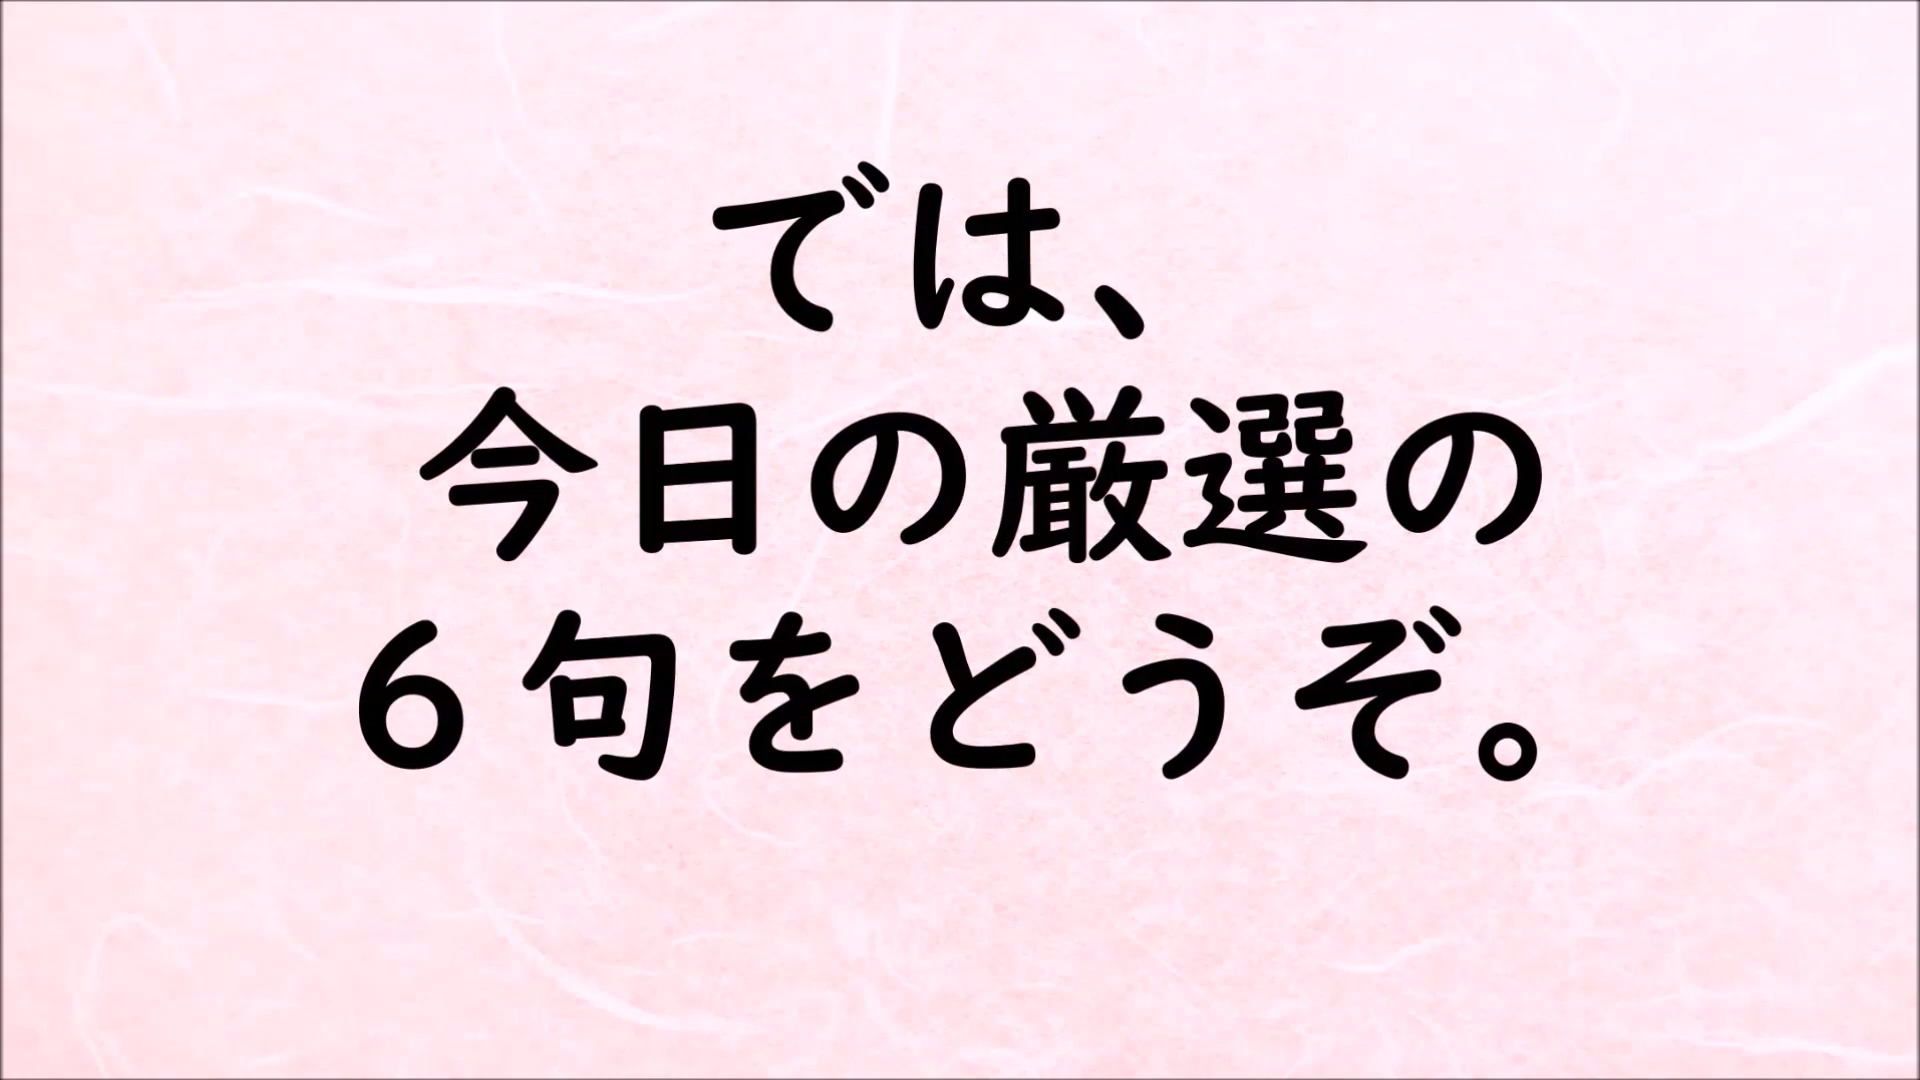 では、
今日の厳選の
６句をどうぞ。